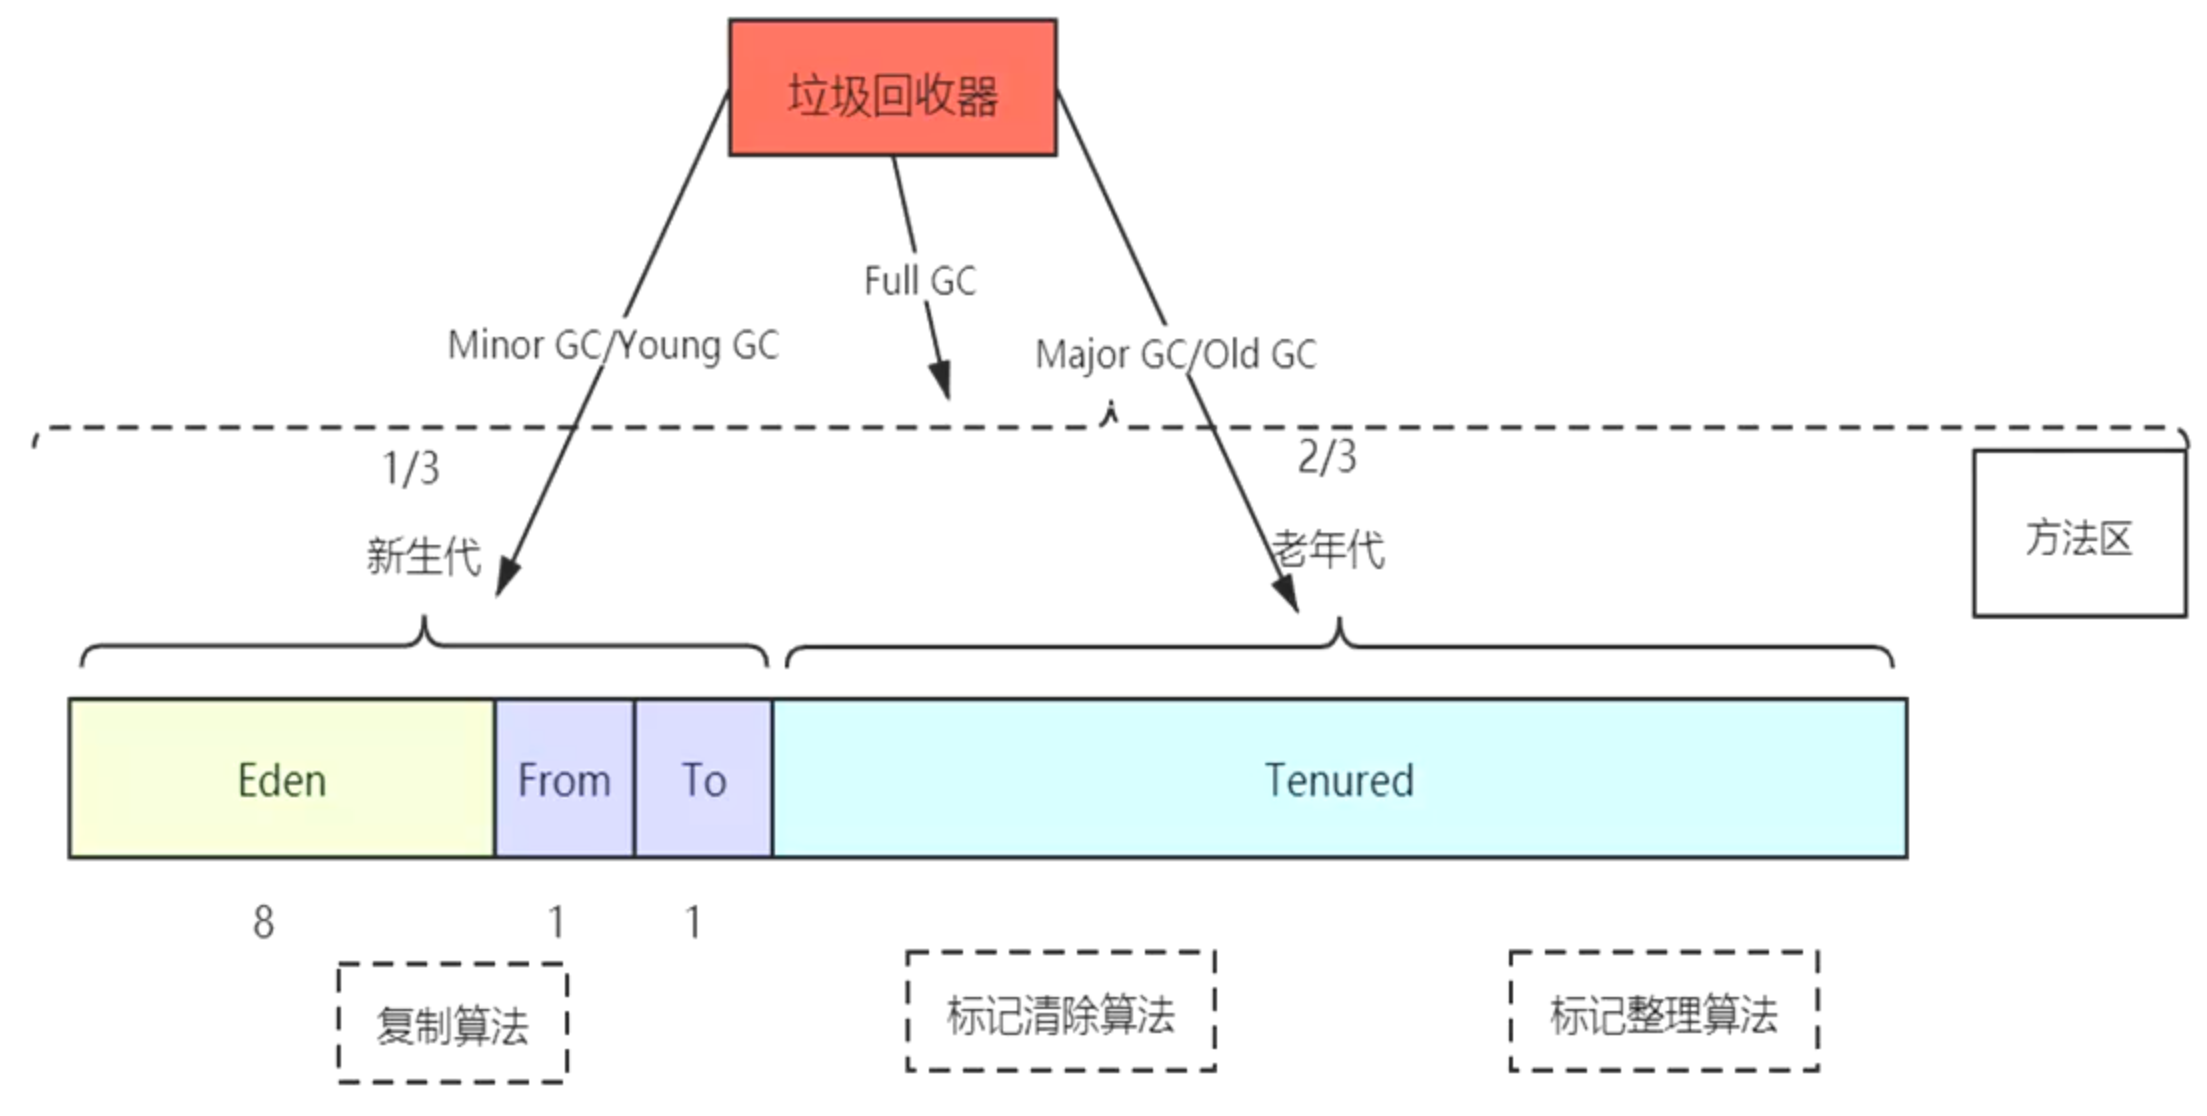 垃圾回收器
Full GC
Minor GC/Young GC
Major GC/Old GC
1/3
2/3
新生代
老年代
方法区
Eden
From
To
Tenured
8
1
1
复制算法
标记清除算法
标记整理算法